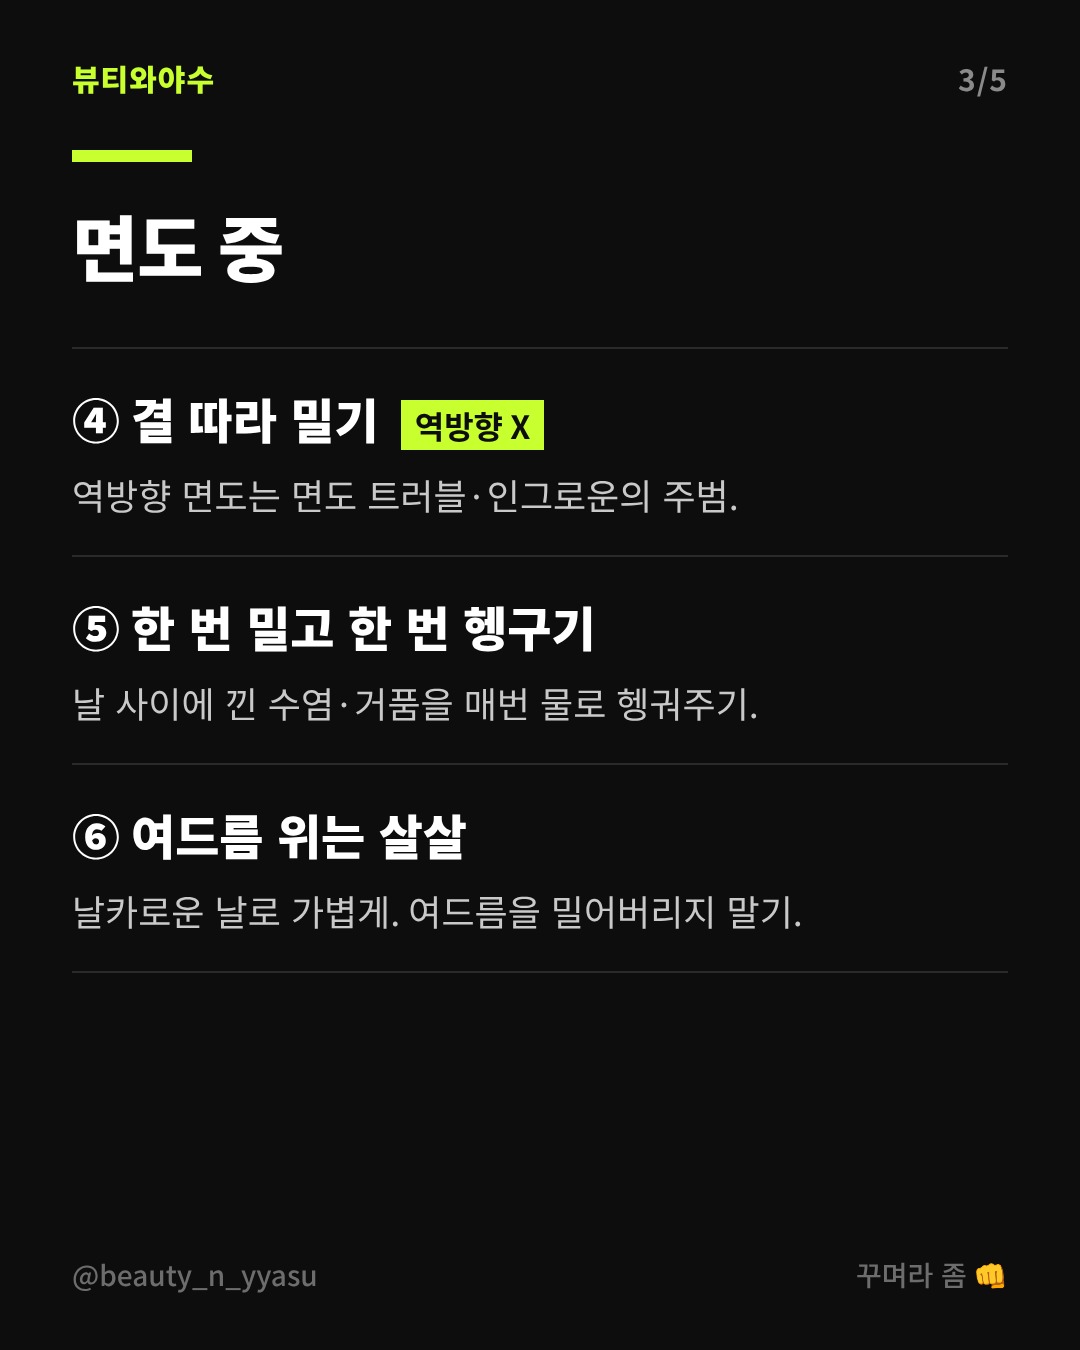 뷰티와야수
3/5
면도 중
④ 결 따라 밀기 역방향 X
역방향 면도는 면도 트러블·인그로운의 주범.
⑤ 한 번 밀고 한 번 헹구기
날 사이에 낀 수염·거품을 매번 물로 헹궈주기.
⑥ 여드름 위는 살살
날카로운 날로 가볍게. 여드름을 밀어버리지 말기.
@beauty_n_yyasu
꾸며라 좀 👊